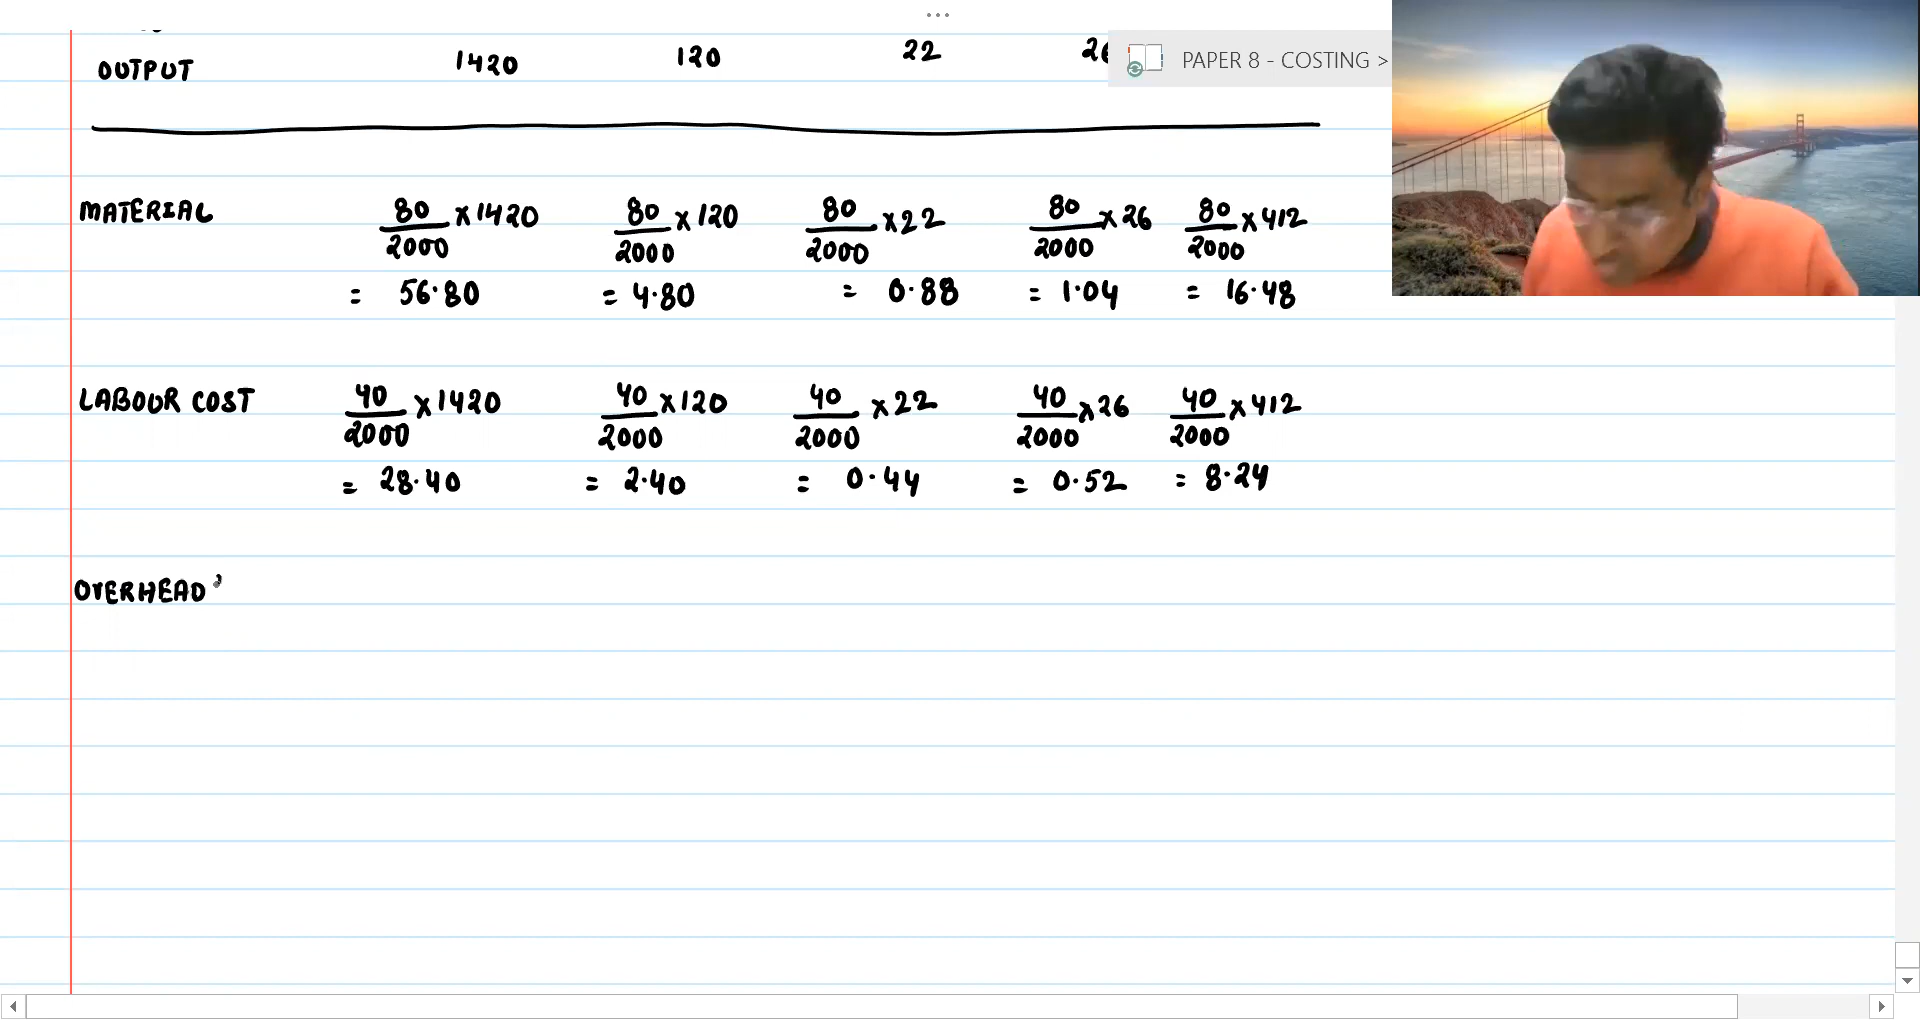 OUTPUT 1420 120 22 26
PAPER 8 - COSTING >
MATERIAL 80/2000 x 1420 80/2000 x 120 80/2000 x 22 80/2000 x 26 80/2000 x 412
= 56.80 = 4.80 = 0.88 = 1.04 = 16.48
LABOUR COST 40/2000 x 1420 40/2000 x 120 40/2000 x 22 40/2000 x 26 40/2000 x 412
= 28.40 = 2.40 = 0.44 = 0.52 = 8.24
OVERHEAD